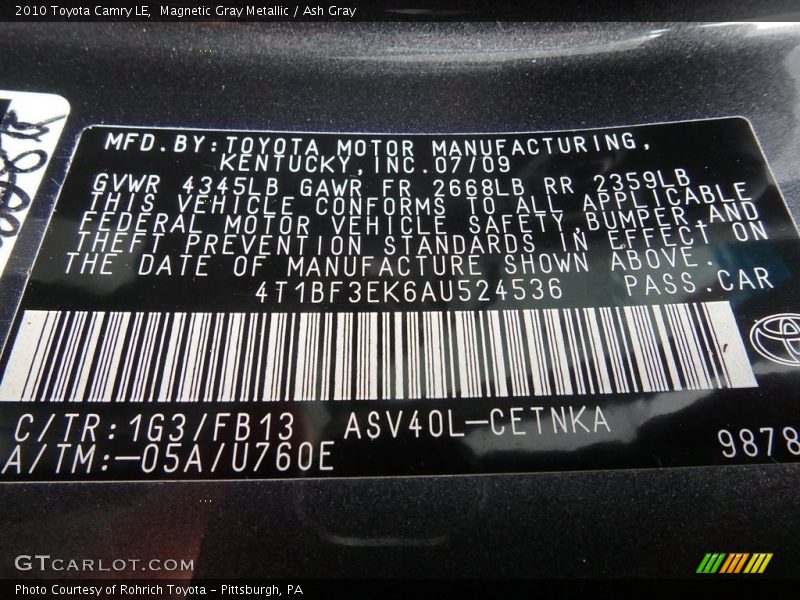 2010 Toyota Camry LE,  Magnetic Gray Metallic / Ash Gray
MFD.BY:TOYOTA MOTOR MANUFACTURING,
KENTUCKY,INC.07/09
GVWR 4345LB GAWR FR 2668LB RR 2359LB
THIS VEHICLE CONFORMS TO ALL APPLICABLE
FEDERAL MOTOR VEHICLE SAFETY,BUMPER,AND
THEFT PREVENTION STANDARDS IN EFFECT ON
THE DATE OF MANUFACTURE SHOWN ABOVE.
4T1BF3EK6AU524536 PASS.CAR
C/TR:1G3/FB13 ASV40L-CETNKA
A/TM:-05A/U760E
9878
GTCARLOT.COM
Photo Courtesy of Rohrich Toyota - Pittsburgh, PA